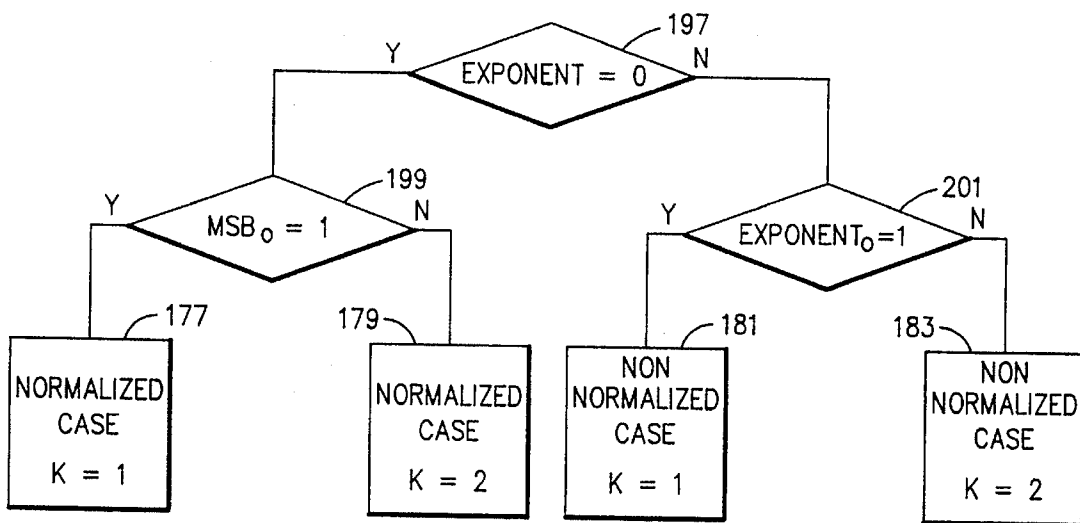 197
Y
N
EXPONENT = 0
199
201
Y
N
Y
N
MSB₀ = 1
EXPONENT₀=1
177
179
181
183
NORMALIZED
CASE
K = 1
NORMALIZED
CASE
K = 2
NON
NORMALIZED
CASE
K = 1
NON
NORMALIZED
CASE
K = 2